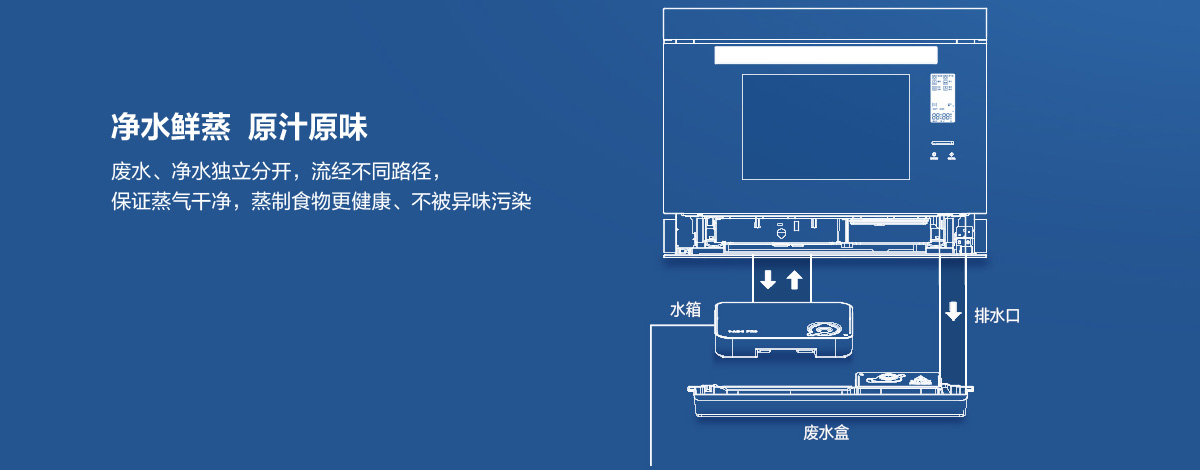 净水鲜蒸 原汁原味
废水、净水独立分开，流经不同路径，
保证蒸气干净，蒸制食物更健康、不被异味污染
水箱
排水口
废水盒